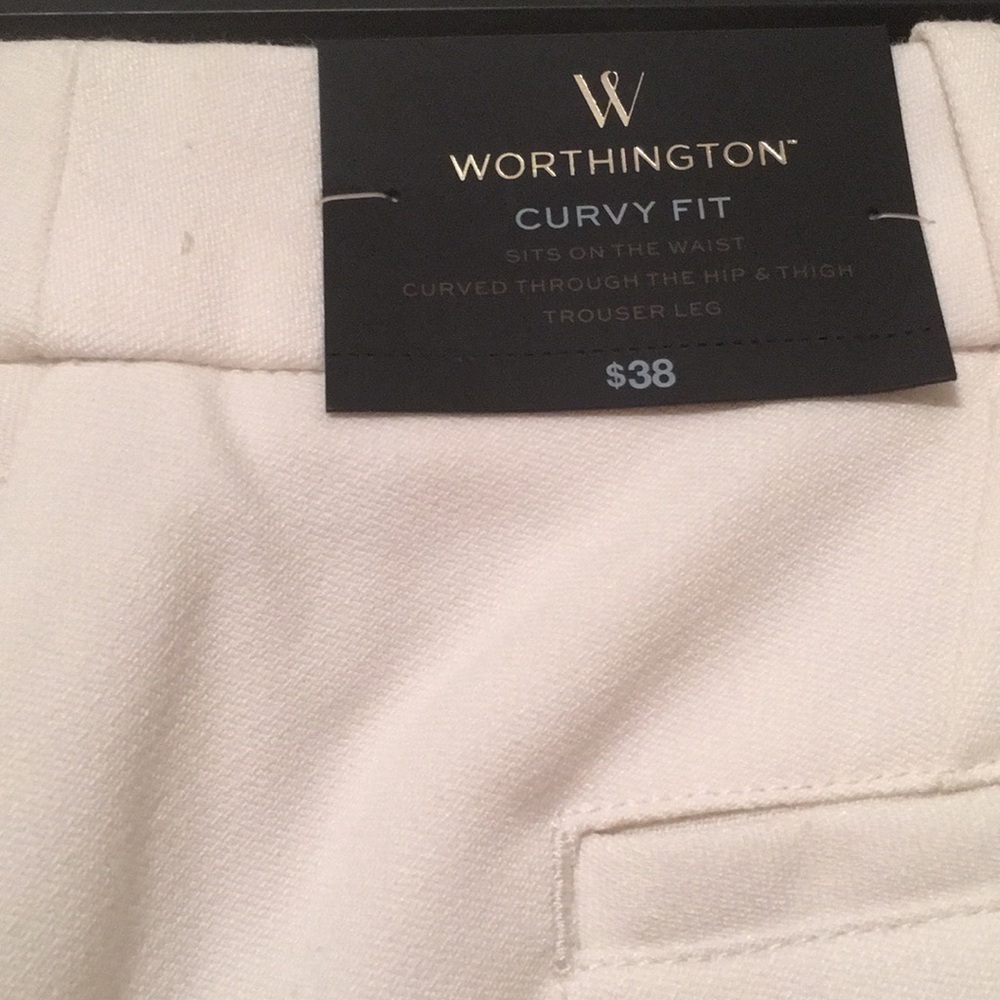 W
WORTHINGTON™
CURVY FIT
SITS ON THE WAIST
CURVED THROUGH THE HIP & THIGH
TROUSER LEG
$38